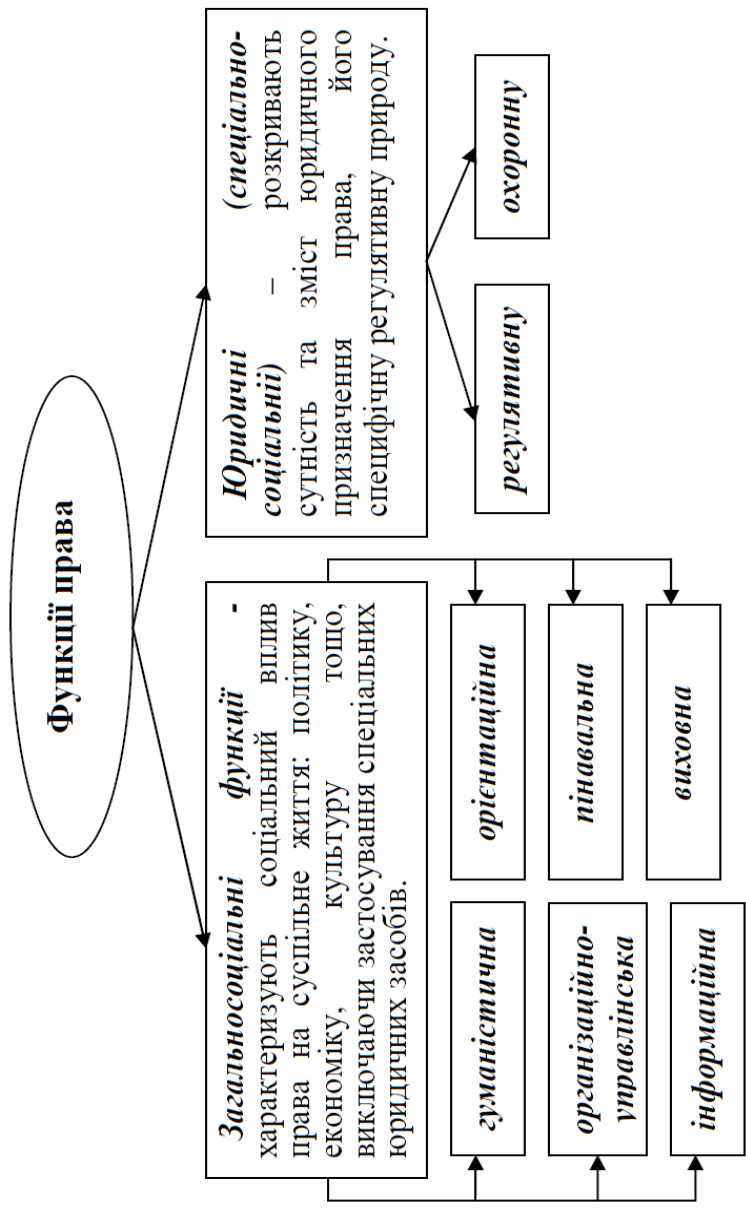 Функції права
Загальносоціальні функції -
характеризують соціальний вплив
права на суспільне життя: політику,
економіку, культуру тощо,
виключаючи застосування спеціальних
юридичних засобів.
Юридичні (спеціально-
соціальніі) – розкривають
сутність та зміст юридичного
призначення права, його
специфічну регулятивну природу.
гуманістична
організаційно-
управлінська
інформаційна
орієнтаційна
пінавальна
виховна
регулятивну
охоронну